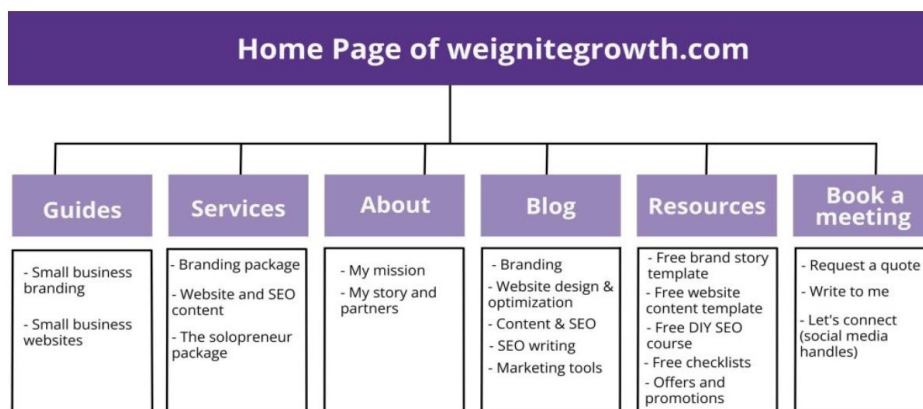 Home Page of weignitegrowth.com
Guides
Services
About
Blog
Resources
Book a
meeting
- Small business
branding
- Small business
websites
- Branding package
- Website and SEO
content
- The solopreneur
package
- My mission
- My story and
partners
- Branding
- Website design &
optimization
- Content & SEO
- SEO writing
- Marketing tools
- Free brand story
template
- Free website
content template
- Free DIY SEO
course
- Free checklists
- Offers and
promotions
- Request a quote
- Write to me
- Let's connect
(social media
handles)